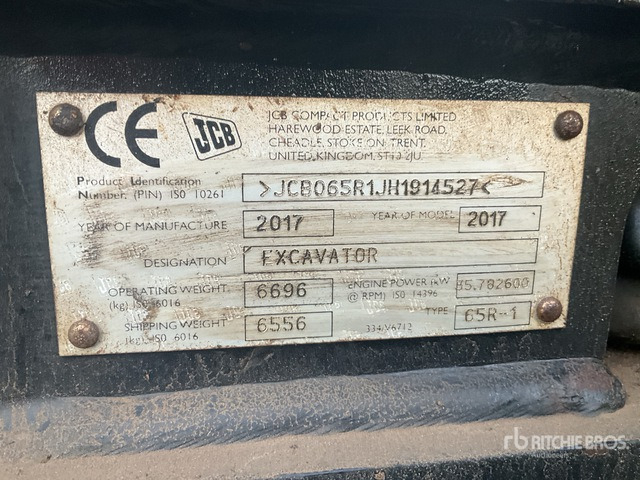 CE JCB
JCB COMPACT PRODUCTS LIMITED
HAREWOOD ESTATE, LEEK ROAD,
CHEADLE, STOKE ON TRENT,
UNITED KINGDOM, ST10 2JU
Product Identification
Number. (PIN) ISO 10261
>JCB065R1JH1914527<
YEAR OF MANUFACTURE 2017 YEAR OF MODEL 2017
DESIGNATION EXCAVATOR
OPERATING WEIGHT
(kg) ISO 6016
6696
ENGINE POWER (kW
@ RPM) ISO 14396
35.782600
SHIPPING WEIGHT
(kg) ISO 6016
6556
334/V6712
TYPE 65R-1
rb RITCHIE BROS.
Auctioneers